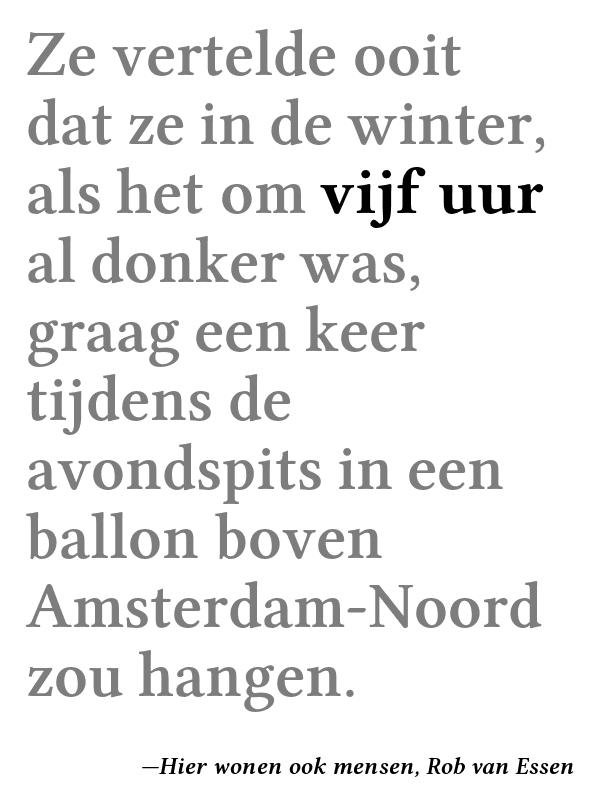 Ze vertelde ooit
dat ze in de winter,
als het om vijf uur
al donker was,
graag een keer
tijdens de
avondspits in een
ballon boven
Amsterdam-Noord
zou hangen.
—Hier wonen ook mensen, Rob van Essen